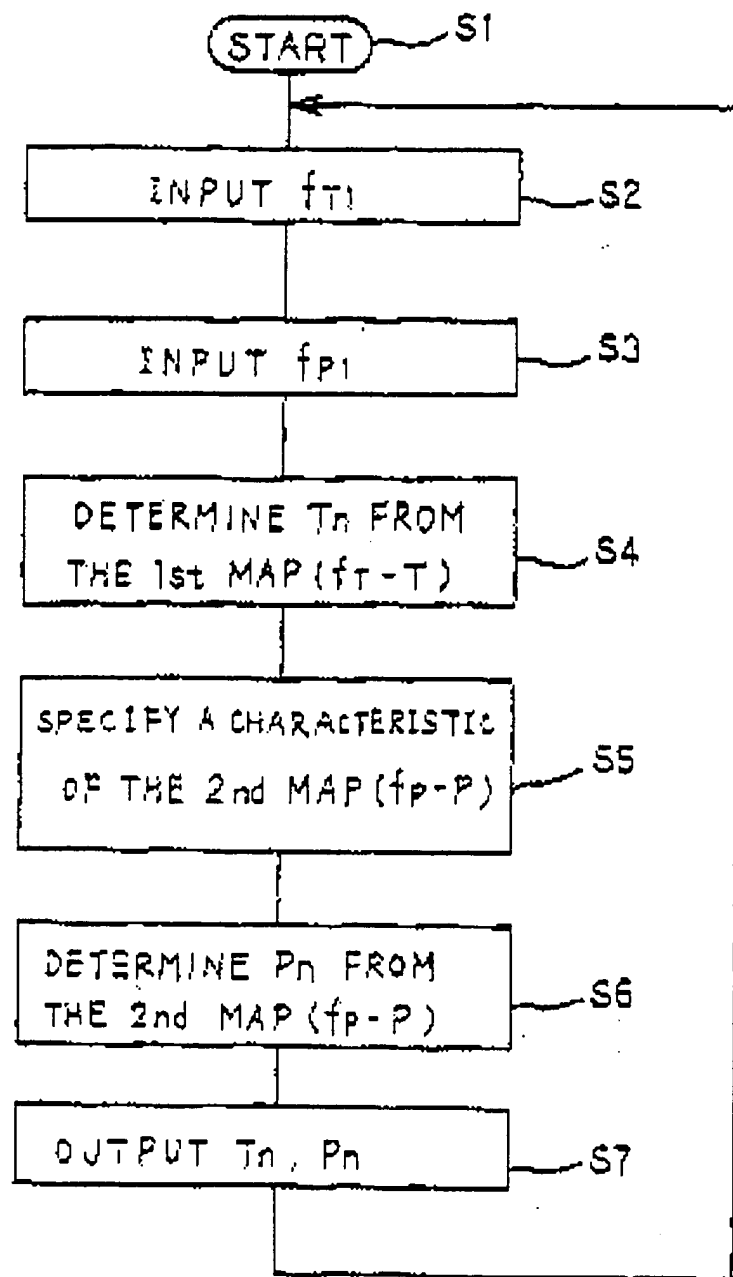 START
S1
INPUT fT1
S2
INPUT fP1
S3
DETERMINE Tn FROM
THE 1st MAP (fT-T)
S4
SPECIFY A CHARACTERISTIC
OF THE 2nd MAP (fp-P)
S5
DETERMINE Pn FROM
THE 2nd MAP (fp-P)
S6
OUTPUT Tn, Pn
S7